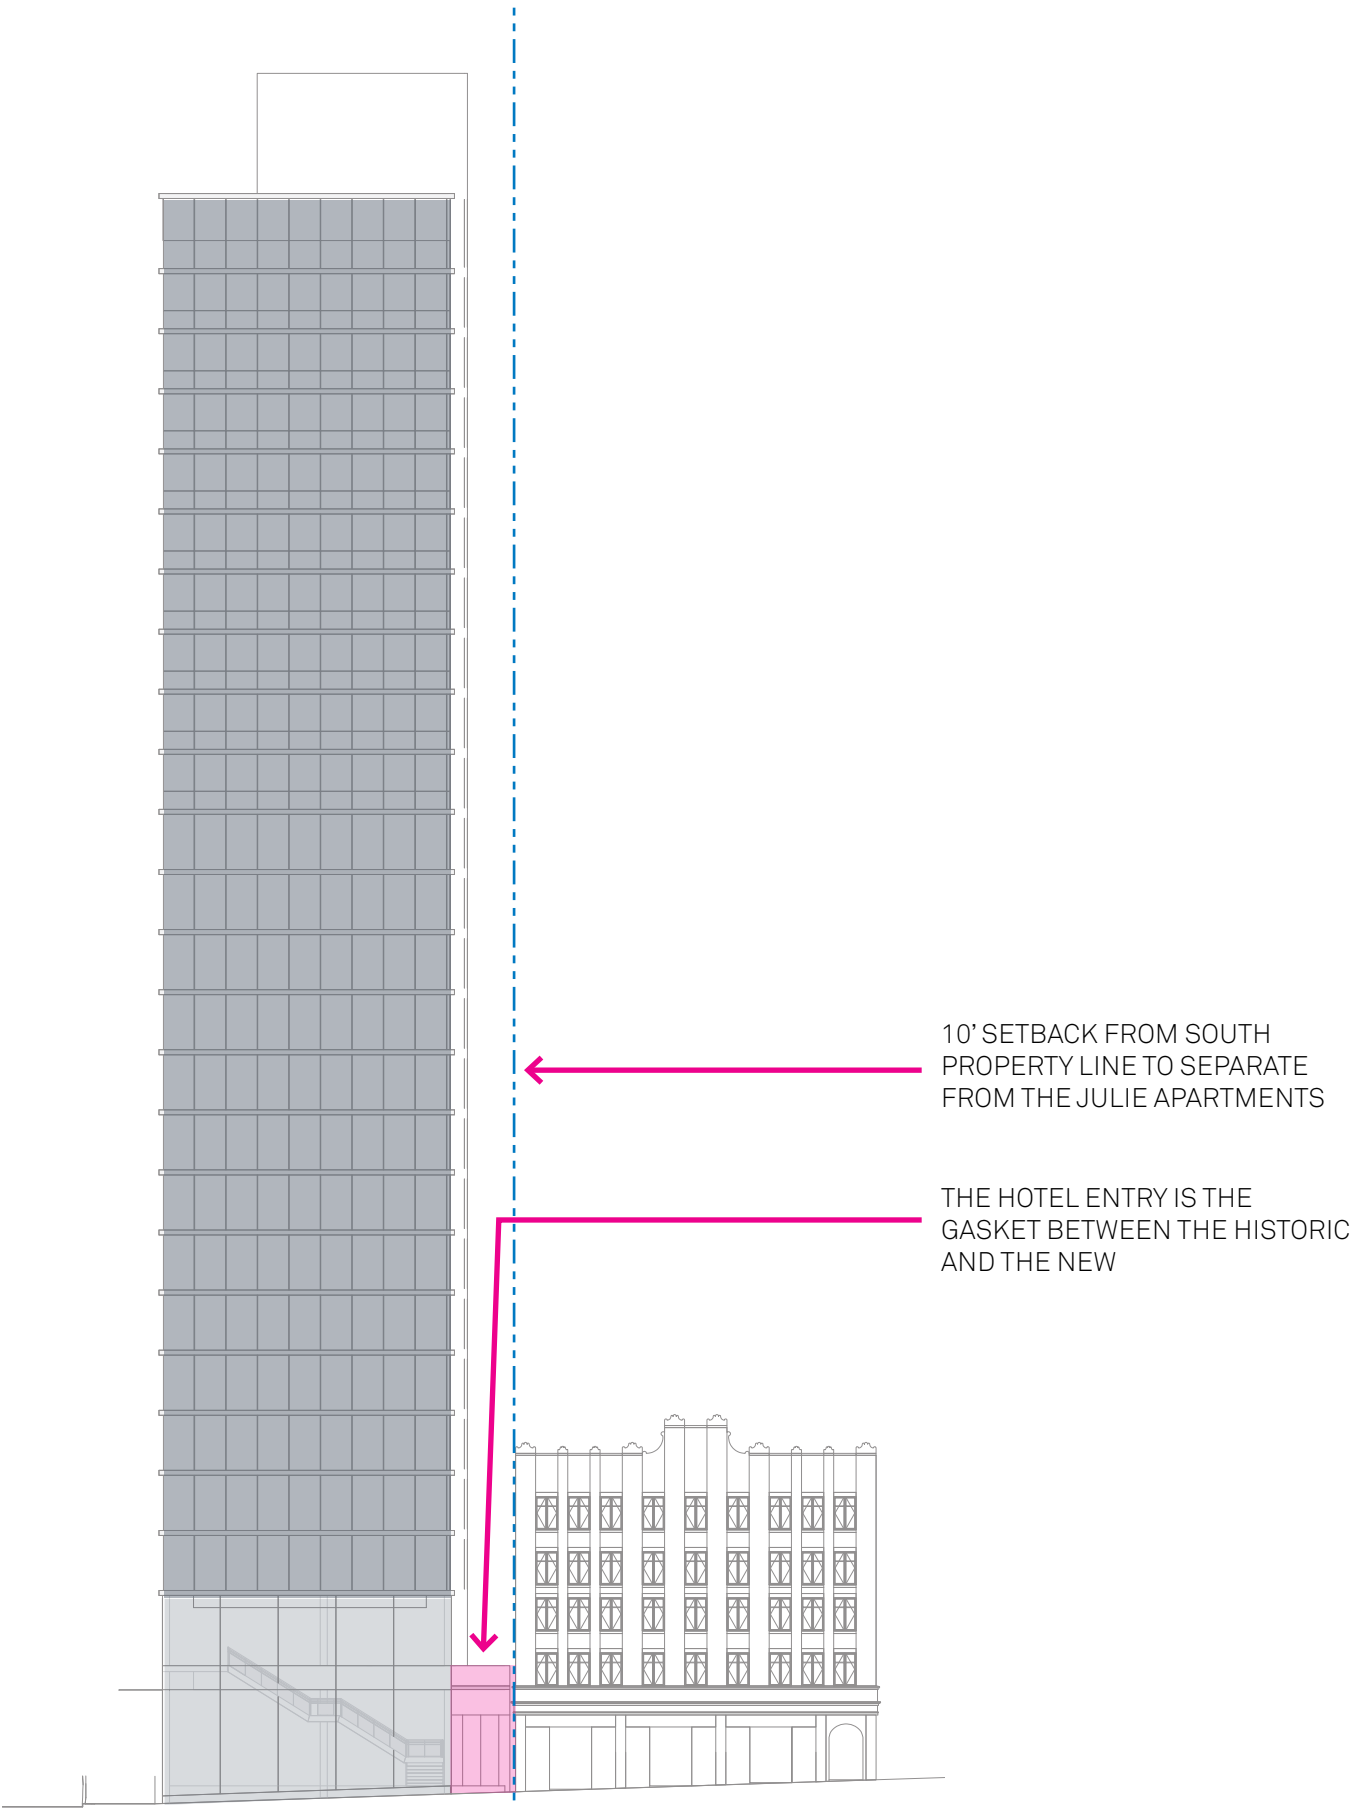 10’ SETBACK FROM SOUTH
PROPERTY LINE TO SEPARATE
FROM THE JULIE APARTMENTS
THE HOTEL ENTRY IS THE
GASKET BETWEEN THE HISTORIC
AND THE NEW